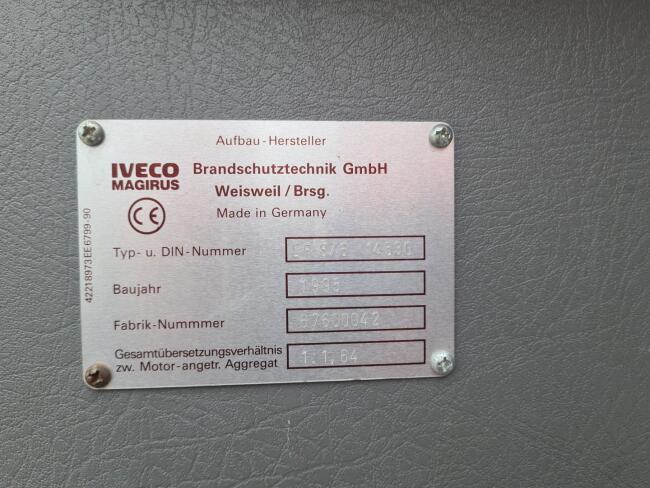 Aufbau-Hersteller
IVECO
MAGIRUS
Brandschutztechnik GmbH
Weisweil / Brsg.
Made in Germany
CE
Typ- u. DIN-Nummer
Baujahr
Fabrik-Nummmer
Gesamtübersetzungsverhältnis
zw. Motor-angetr. Aggregat 1:1,64
42218973EE6799-90